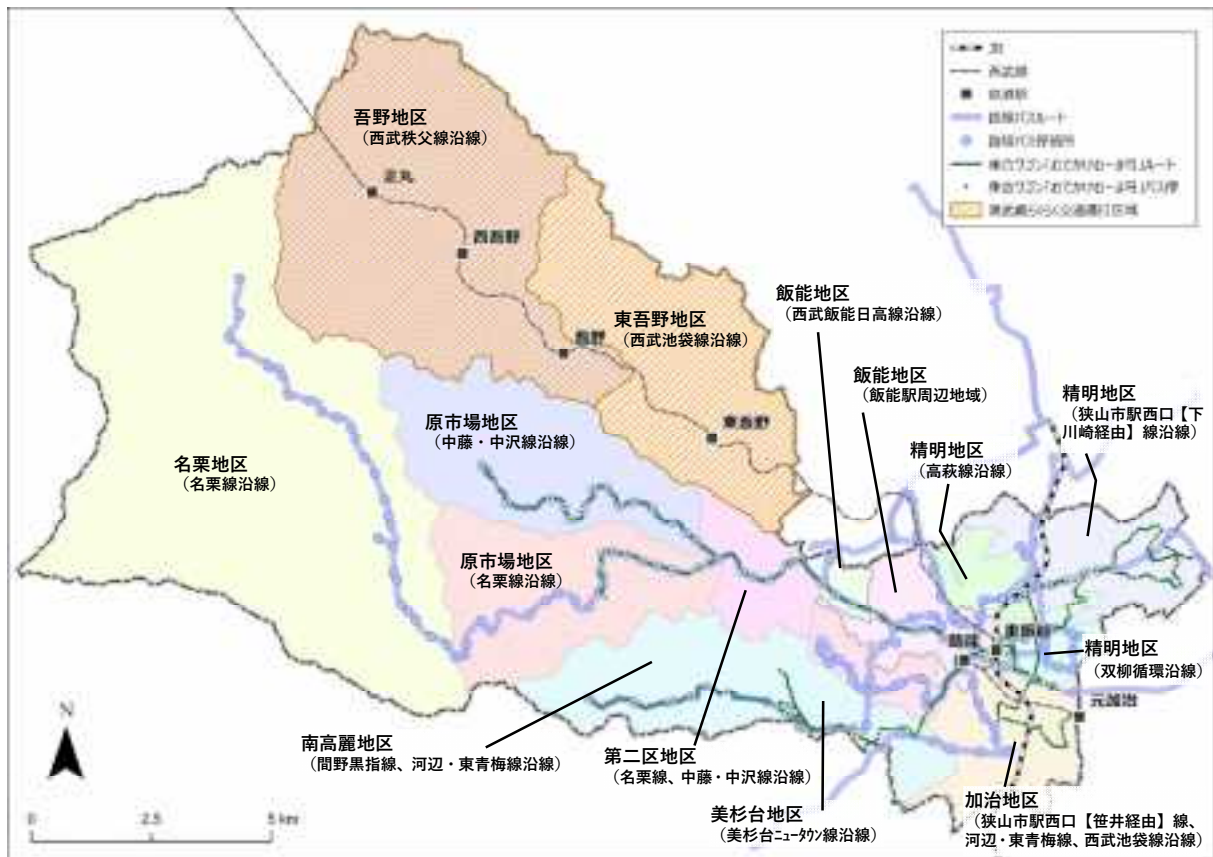 JR
西武線
鉄道駅
路線バスルート
路線バス停留所
吾野地区
（西武秩父線沿線）
正丸
西吾野
飯能地区
（西武飯能日高線沿線）
東吾野地区
（西武池袋線沿線）
吾野
飯能地区
（飯能駅周辺地域）
精明地区
（狭山市駅西口【下
川崎経由】線沿線）
原市場地区
（中藤・中沢線沿線）
東吾野
精明地区
（高萩線沿線）
名栗地区
（名栗線沿線）
原市場地区
（名栗線沿線）
東飯能
飯能
精明地区
（双柳循環沿線）
元加治
南高麗地区
（間野黒指線、河辺・東青梅線沿線）
第二区地区
（名栗線、中藤・中沢線沿線）
美杉台地区
（美杉台ﾆｭｰﾀｳﾝ線沿線）
加治地区
（狭山市駅西口【笹井経由】線、
河辺・東青梅線、西武池袋線沿線）
N
0 2.5 5 km